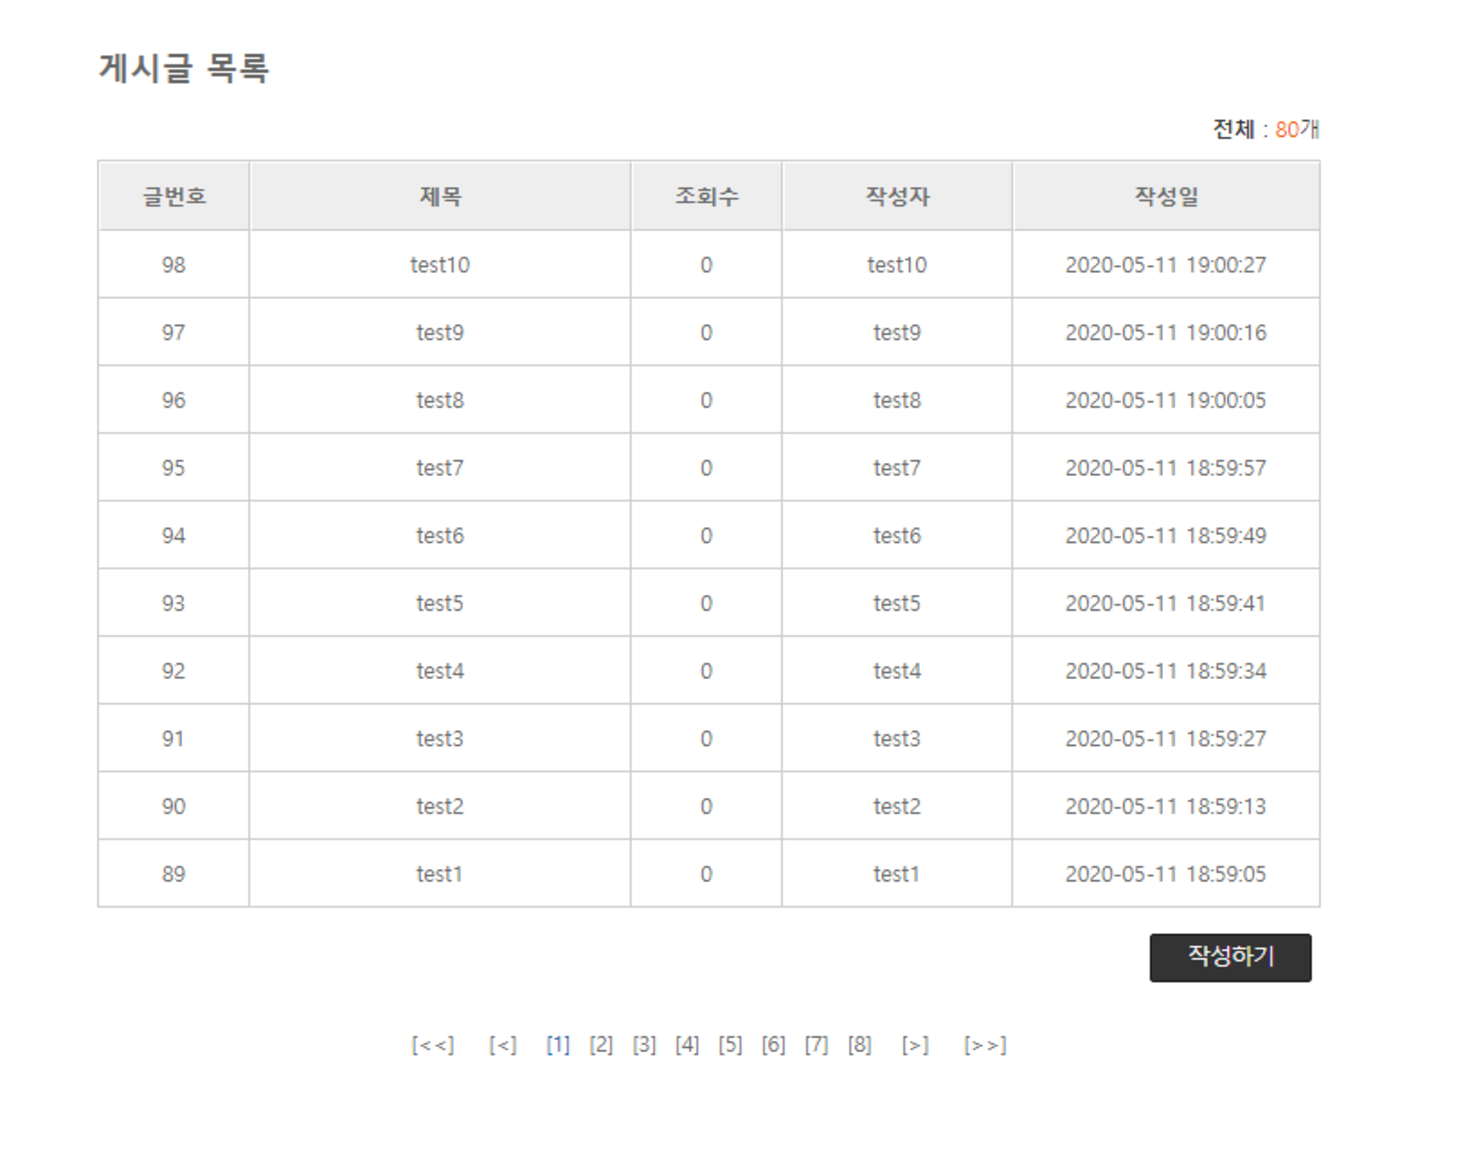 게시글 목록
전체 : 80개
글번호 제목 조회수 작성자 작성일
98 test10 0 test10 2020-05-11 19:00:27
97 test9 0 test9 2020-05-11 19:00:16
96 test8 0 test8 2020-05-11 19:00:05
95 test7 0 test7 2020-05-11 18:59:57
94 test6 0 test6 2020-05-11 18:59:49
93 test5 0 test5 2020-05-11 18:59:41
92 test4 0 test4 2020-05-11 18:59:34
91 test3 0 test3 2020-05-11 18:59:27
90 test2 0 test2 2020-05-11 18:59:13
89 test1 0 test1 2020-05-11 18:59:05
작성하기
[<<] [<] [1] [2] [3] [4] [5] [6] [7] [8] [>] [>>]